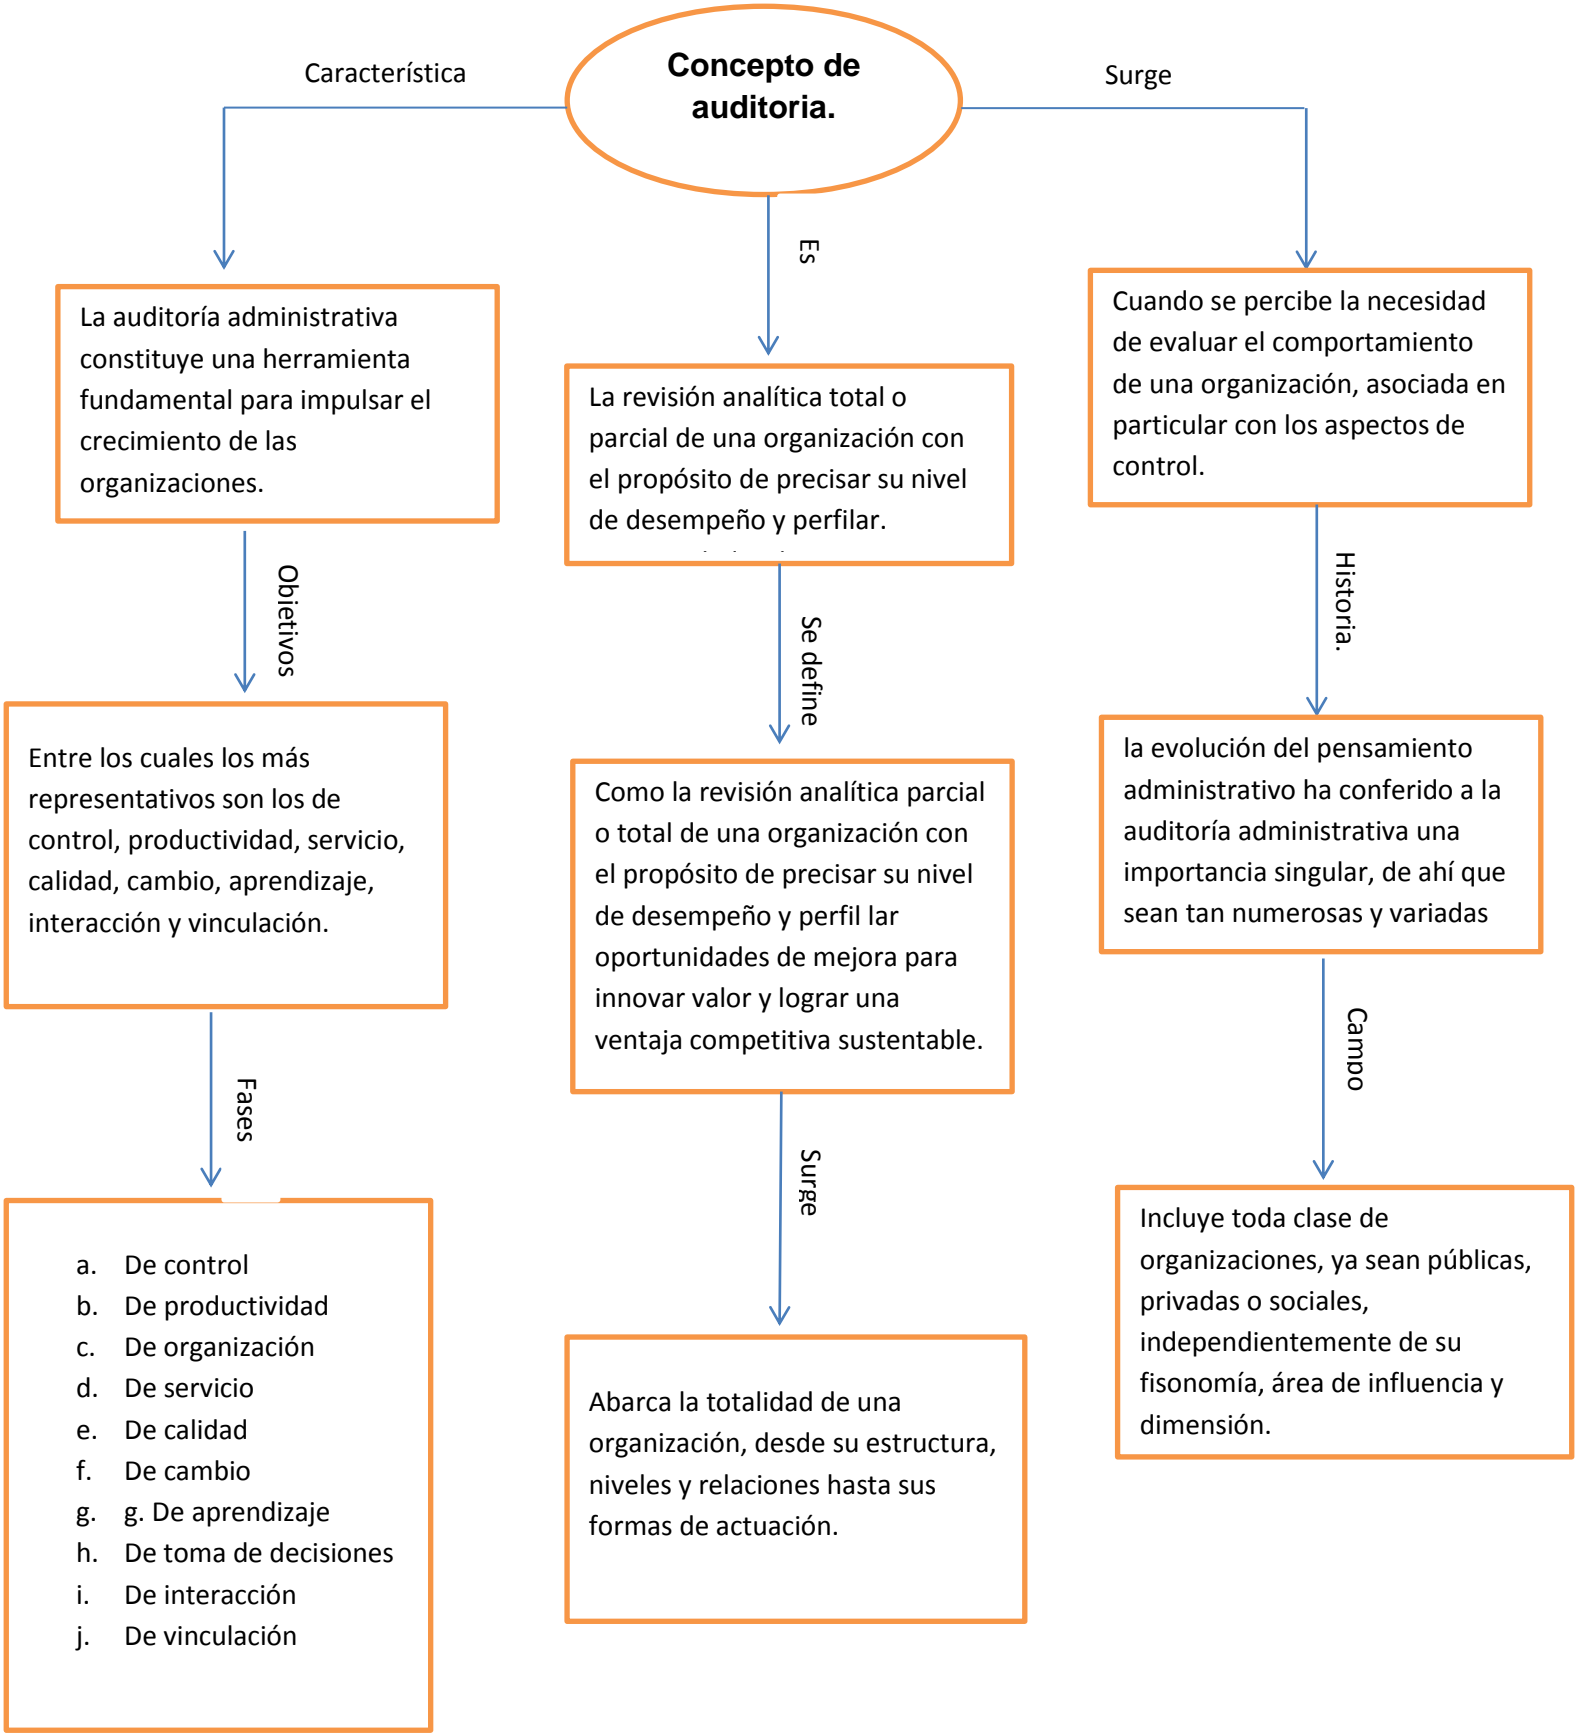 Concepto de
auditoria.
Característica
Surge
Es
La auditoría administrativa
constituye una herramienta
fundamental para impulsar el
crecimiento de las
organizaciones.
La revisión analítica total o
parcial de una organización con
el propósito de precisar su nivel
de desempeño y perfilar.
Cuando se percibe la necesidad
de evaluar el comportamiento
de una organización, asociada en
particular con los aspectos de
control.
Objetivos
Se define
Historia.
Entre los cuales los más
representativos son los de
control, productividad, servicio,
calidad, cambio, aprendizaje,
interacción y vinculación.
Como la revisión analítica parcial
o total de una organización con
el propósito de precisar su nivel
de desempeño y perfil lar
oportunidades de mejora para
innovar valor y lograr una
ventaja competitiva sustentable.
la evolución del pensamiento
administrativo ha conferido a la
auditoría administrativa una
importancia singular, de ahí que
sean tan numerosas y variadas
Fases
Surge
Campo
a. De control
b. De productividad
c. De organización
d. De servicio
e. De calidad
f. De cambio
g. g. De aprendizaje
h. De toma de decisiones
i. De interacción
j. De vinculación
Abarca la totalidad de una
organización, desde su estructura,
niveles y relaciones hasta sus
formas de actuación.
Incluye toda clase de
organizaciones, ya sean públicas,
privadas o sociales,
independientemente de su
fisonomía, área de influencia y
dimensión.